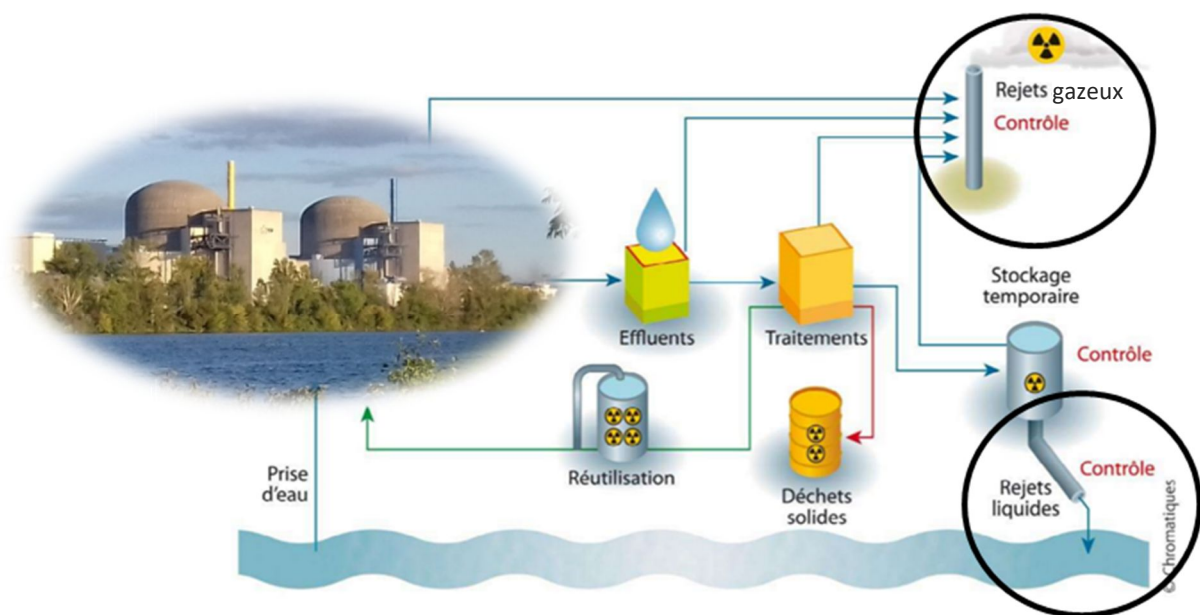 Rejets gazeux
Contrôle
Stockage
temporaire
Effluents
Traitements
Contrôle
Prise
d'eau
Réutilisation
Déchets
solides
Rejets
liquides
Contrôle
© Chromatiques